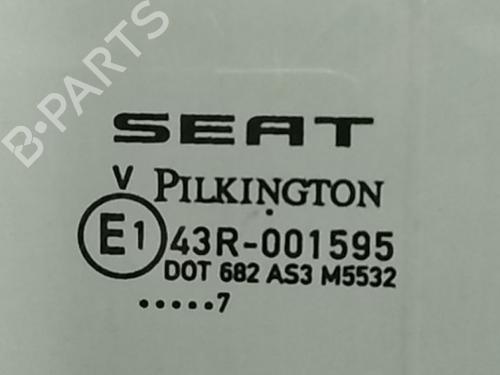 B-PARTS
SEAT
V PILKINGTON
E1 43R-001595
DOT 682 AS3 M5532
.....7